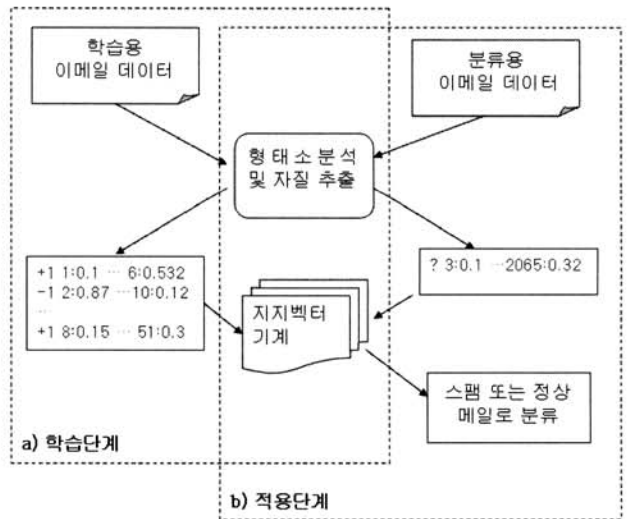 학습용
이메일 데이터
분류용
이메일 데이터
형태소분석
및 자질 추출
+1 1:0.1 ··· 6:0.532
-1 2:0.87 ···10:0.12
...
+1 8:0.15 ··· 51:0.3
? 3:0.1 ···2065:0.32
지지벡터
기계
스팸 또는 정상
메일로 분류
a) 학습단계
b) 적용단계